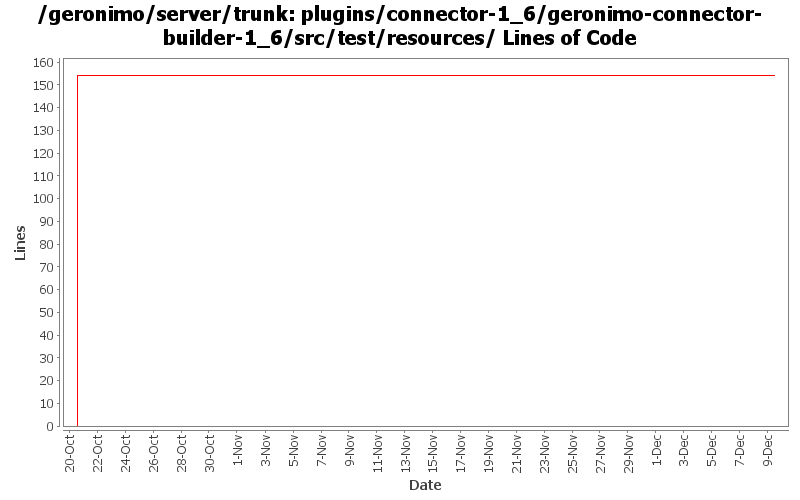 /geronimo/server/trunk: plugins/connector-1_6/geronimo-connector-
builder-1_6/src/test/resources/ Lines of Code
160
150
140
130
120
110
100
90
80
70
60
50
40
30
20
10
0
Lines
20-Oct
22-Oct
24-Oct
26-Oct
28-Oct
30-Oct
1-Nov
3-Nov
5-Nov
7-Nov
9-Nov
11-Nov
13-Nov
15-Nov
17-Nov
19-Nov
21-Nov
23-Nov
25-Nov
27-Nov
29-Nov
1-Dec
3-Dec
5-Dec
7-Dec
9-Dec
Date